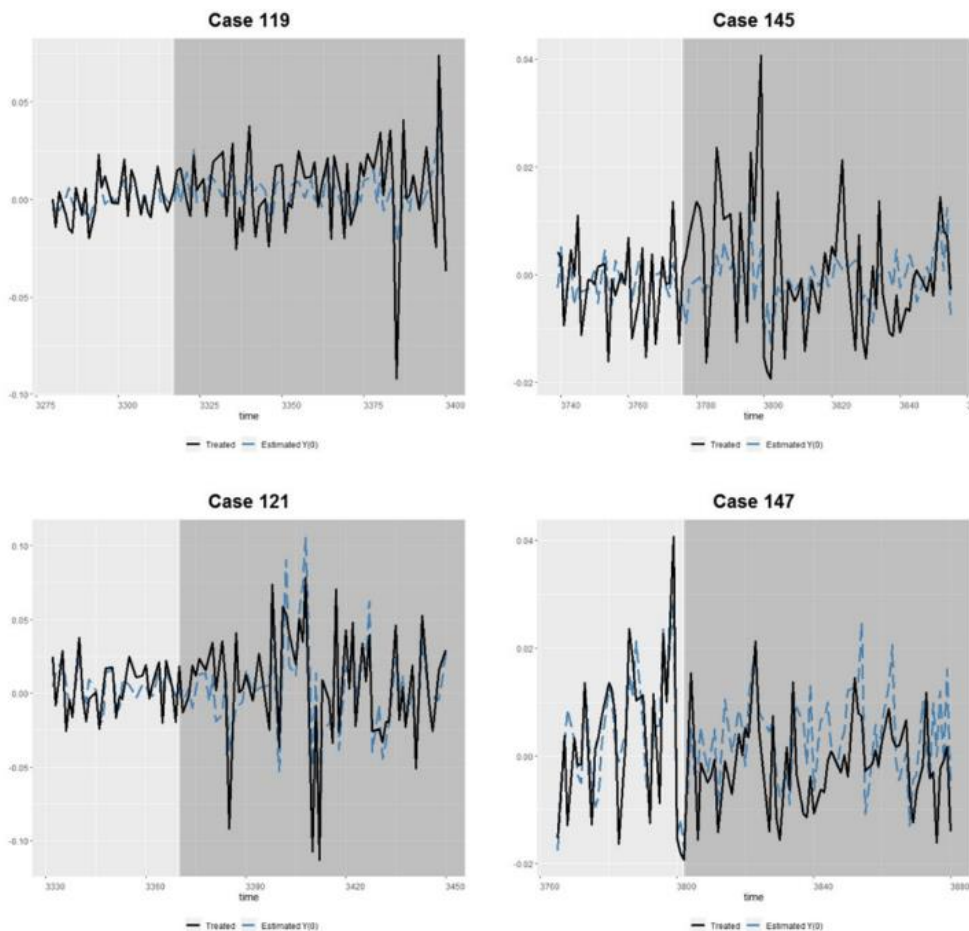 Case 119
0.05
0.00
-0.05
-0.10
3275 3300 3325 3350 3375 3400
time
Treated Estimated Y(0)
Case 145
0.04
0.02
0.00
-0.02
3740 3760 3780 3800 3820 3840
time
Treated Estimated Y(0)
Case 121
0.10
0.05
0.00
-0.05
-0.10
3330 3360 3390 3420 3450
time
Treated Estimated Y(0)
Case 147
0.04
0.02
0.00
-0.02
3760 3800 3840 3880
time
Treated Estimated Y(0)